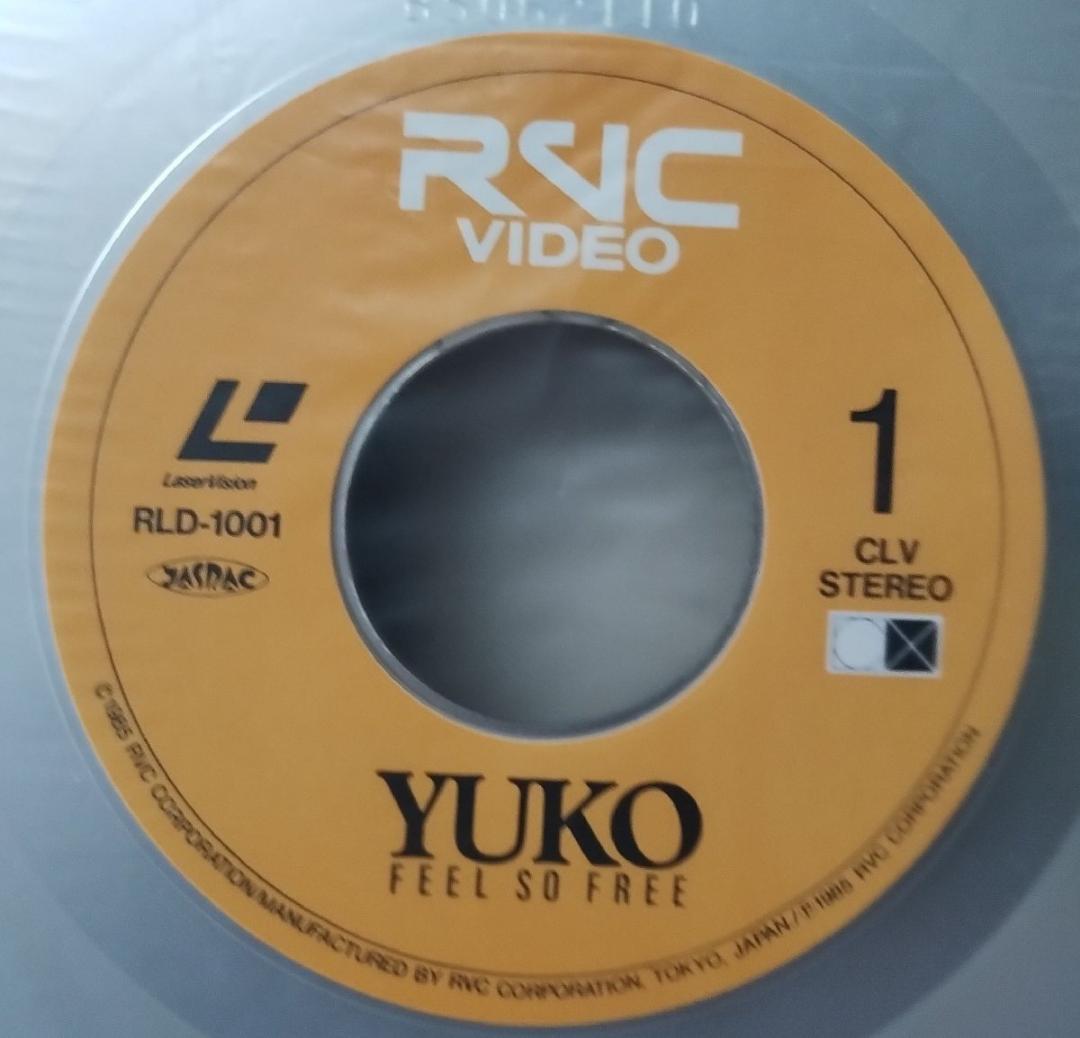 RVC
VIDEO
LaserVision
RLD-1001
JASRAC
1
CLV
STEREO
YUKO
FEEL SO FREE
C1985 RVC CORPORATION/MANUFACTURED BY RVC CORPORATION, TOKYO, JAPAN / P 1985 RVC CORPORATION